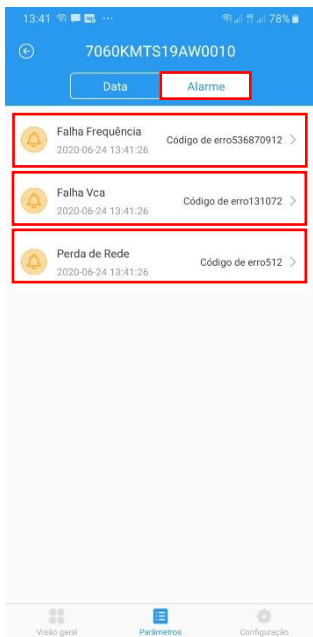 13:41 78%
7060KMTS19AW0010
Data Alarme
Falha Frequência
2020-06-24 13:41:26
Código de erro536870912
Falha Vca
2020-06-24 13:41:26
Código de erro131072
Perda de Rede
2020-06-24 13:41:26
Código de erro512
Visão geral Parâmetros Configuração